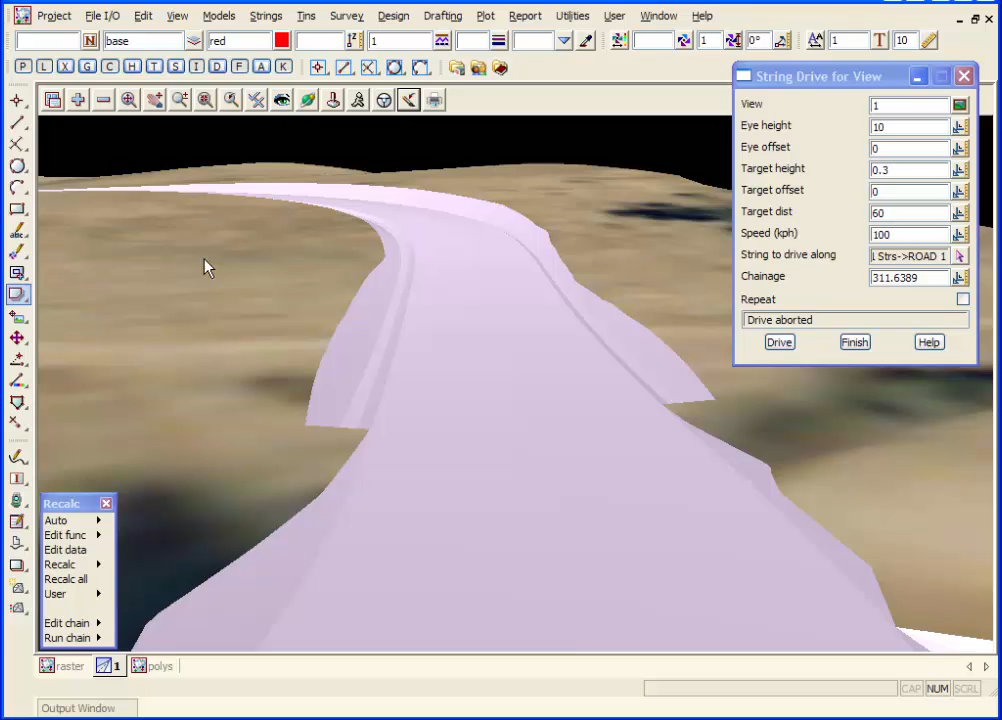 Project File I/O Edit View Models Strings Tins Survey Design Drafting Plot Report Utilities User Window Help
N base red 1 1 0° 1 T 10
P L X G C H T S I D F A K
String Drive for View
View 1
Eye height 10
Eye offset 0
Target height 0.3
Target offset 0
Target dist 60
Speed (kph) 100
String to drive along l Strs->ROAD 1
Chainage 311.6389
Repeat
Drive aborted
Drive Finish Help
abc
Recalc
Auto
Edit func
Edit data
Recalc
Recalc all
User
Edit chain
Run chain
raster 1 polys
CAP NUM SCRL
Output Window